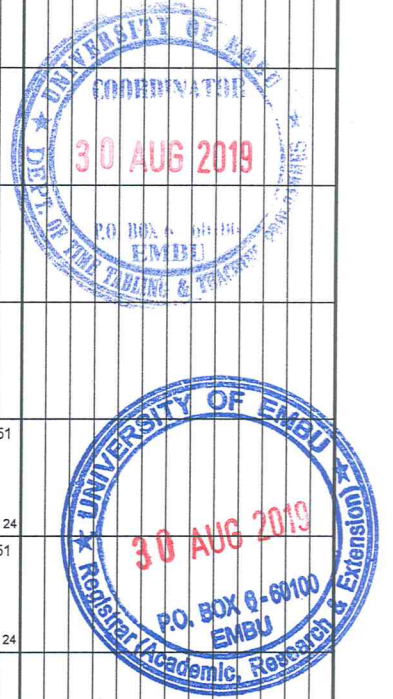 UNIVERSITY OF EMBU
COORDINATOR
30 AUG 2019
P.O. BOX
EMBU
★ DEPT. OF TIME TABLING & TEACHING ★
51
24
51
24
UNIVERSITY OF EMBU
30 AUG 2019
P.O. BOX 6-60100
EMBU
★ Registrar (Academic, Research & Extension) ★